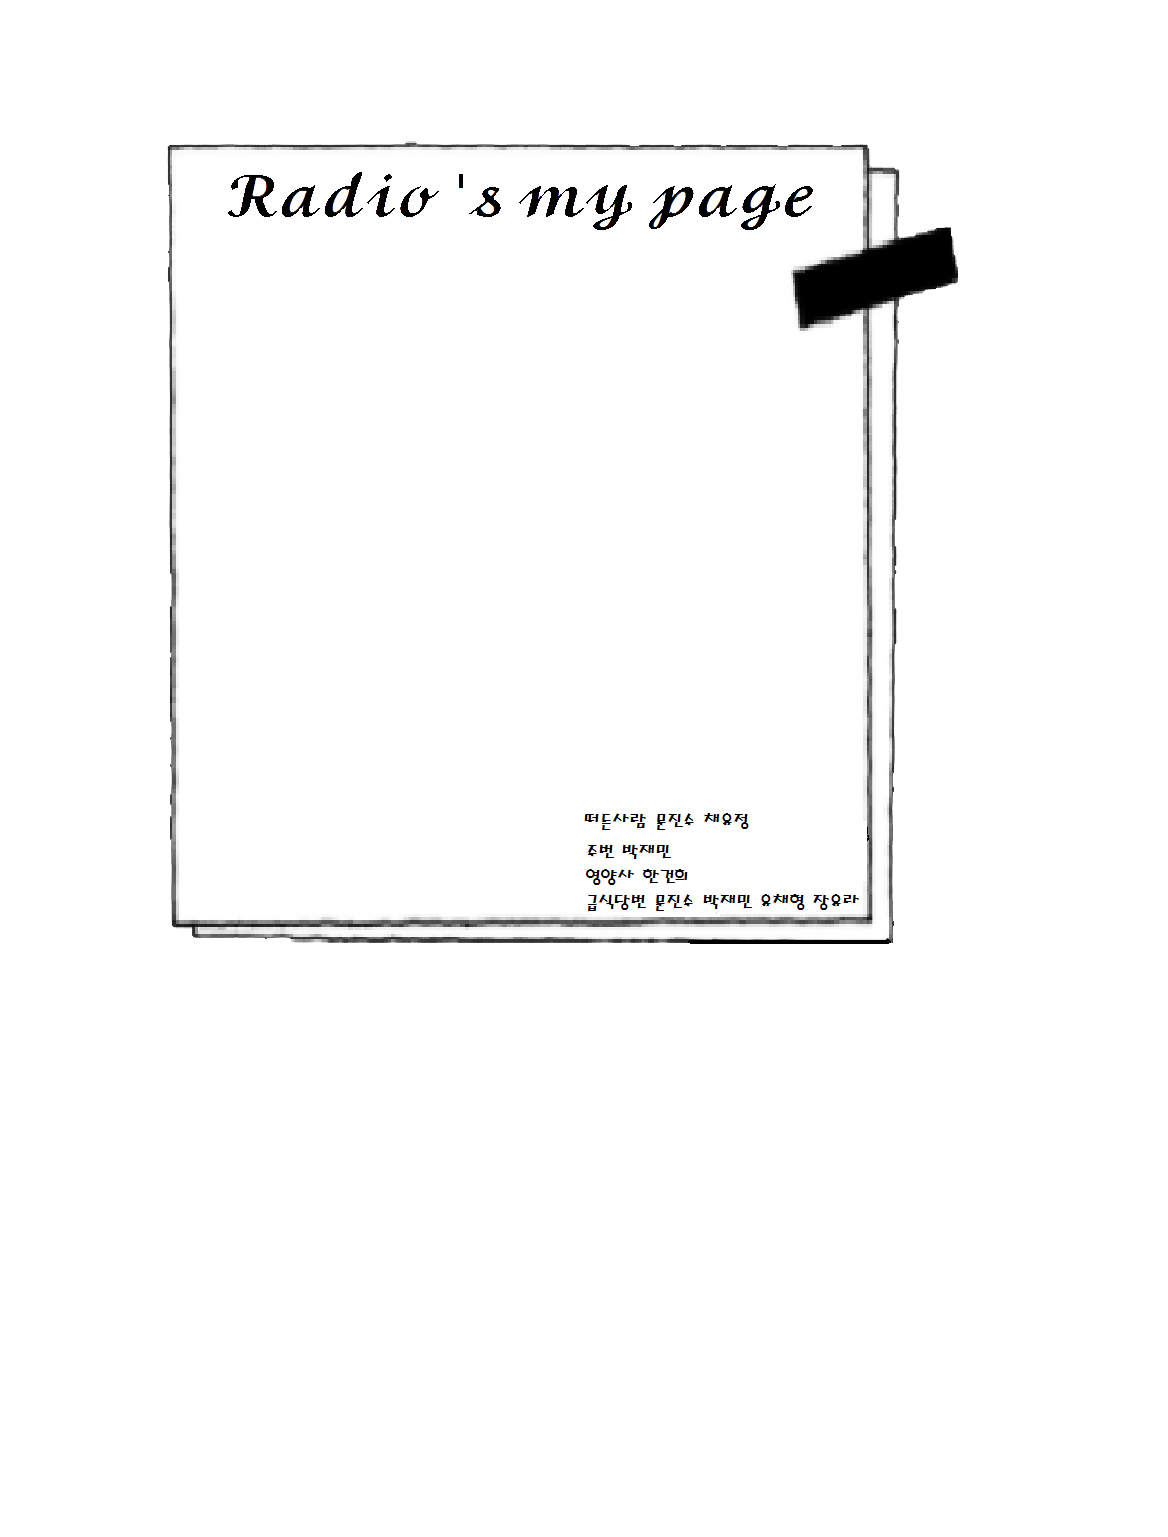 Radio 's my page
떠든사람 문진수 채유정
주번 박재민
영양사 한건희
급식당번 문진수 박재민 유채형 장유라